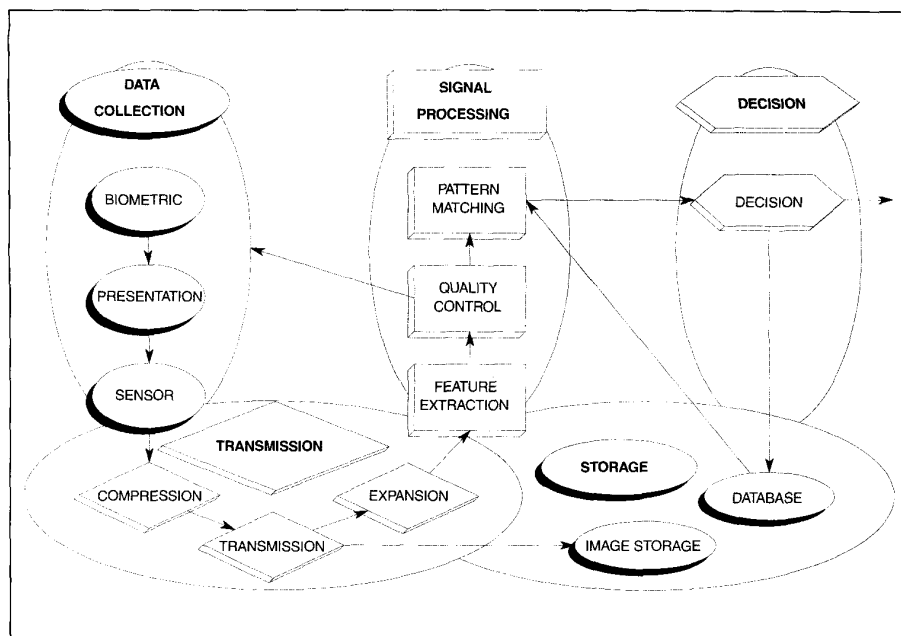 DATA
COLLECTION
BIOMETRIC
PRESENTATION
SENSOR
SIGNAL
PROCESSING
PATTERN
MATCHING
QUALITY
CONTROL
FEATURE
EXTRACTION
DECISION
DECISION
TRANSMISSION
COMPRESSION
TRANSMISSION
EXPANSION
STORAGE
DATABASE
IMAGE STORAGE